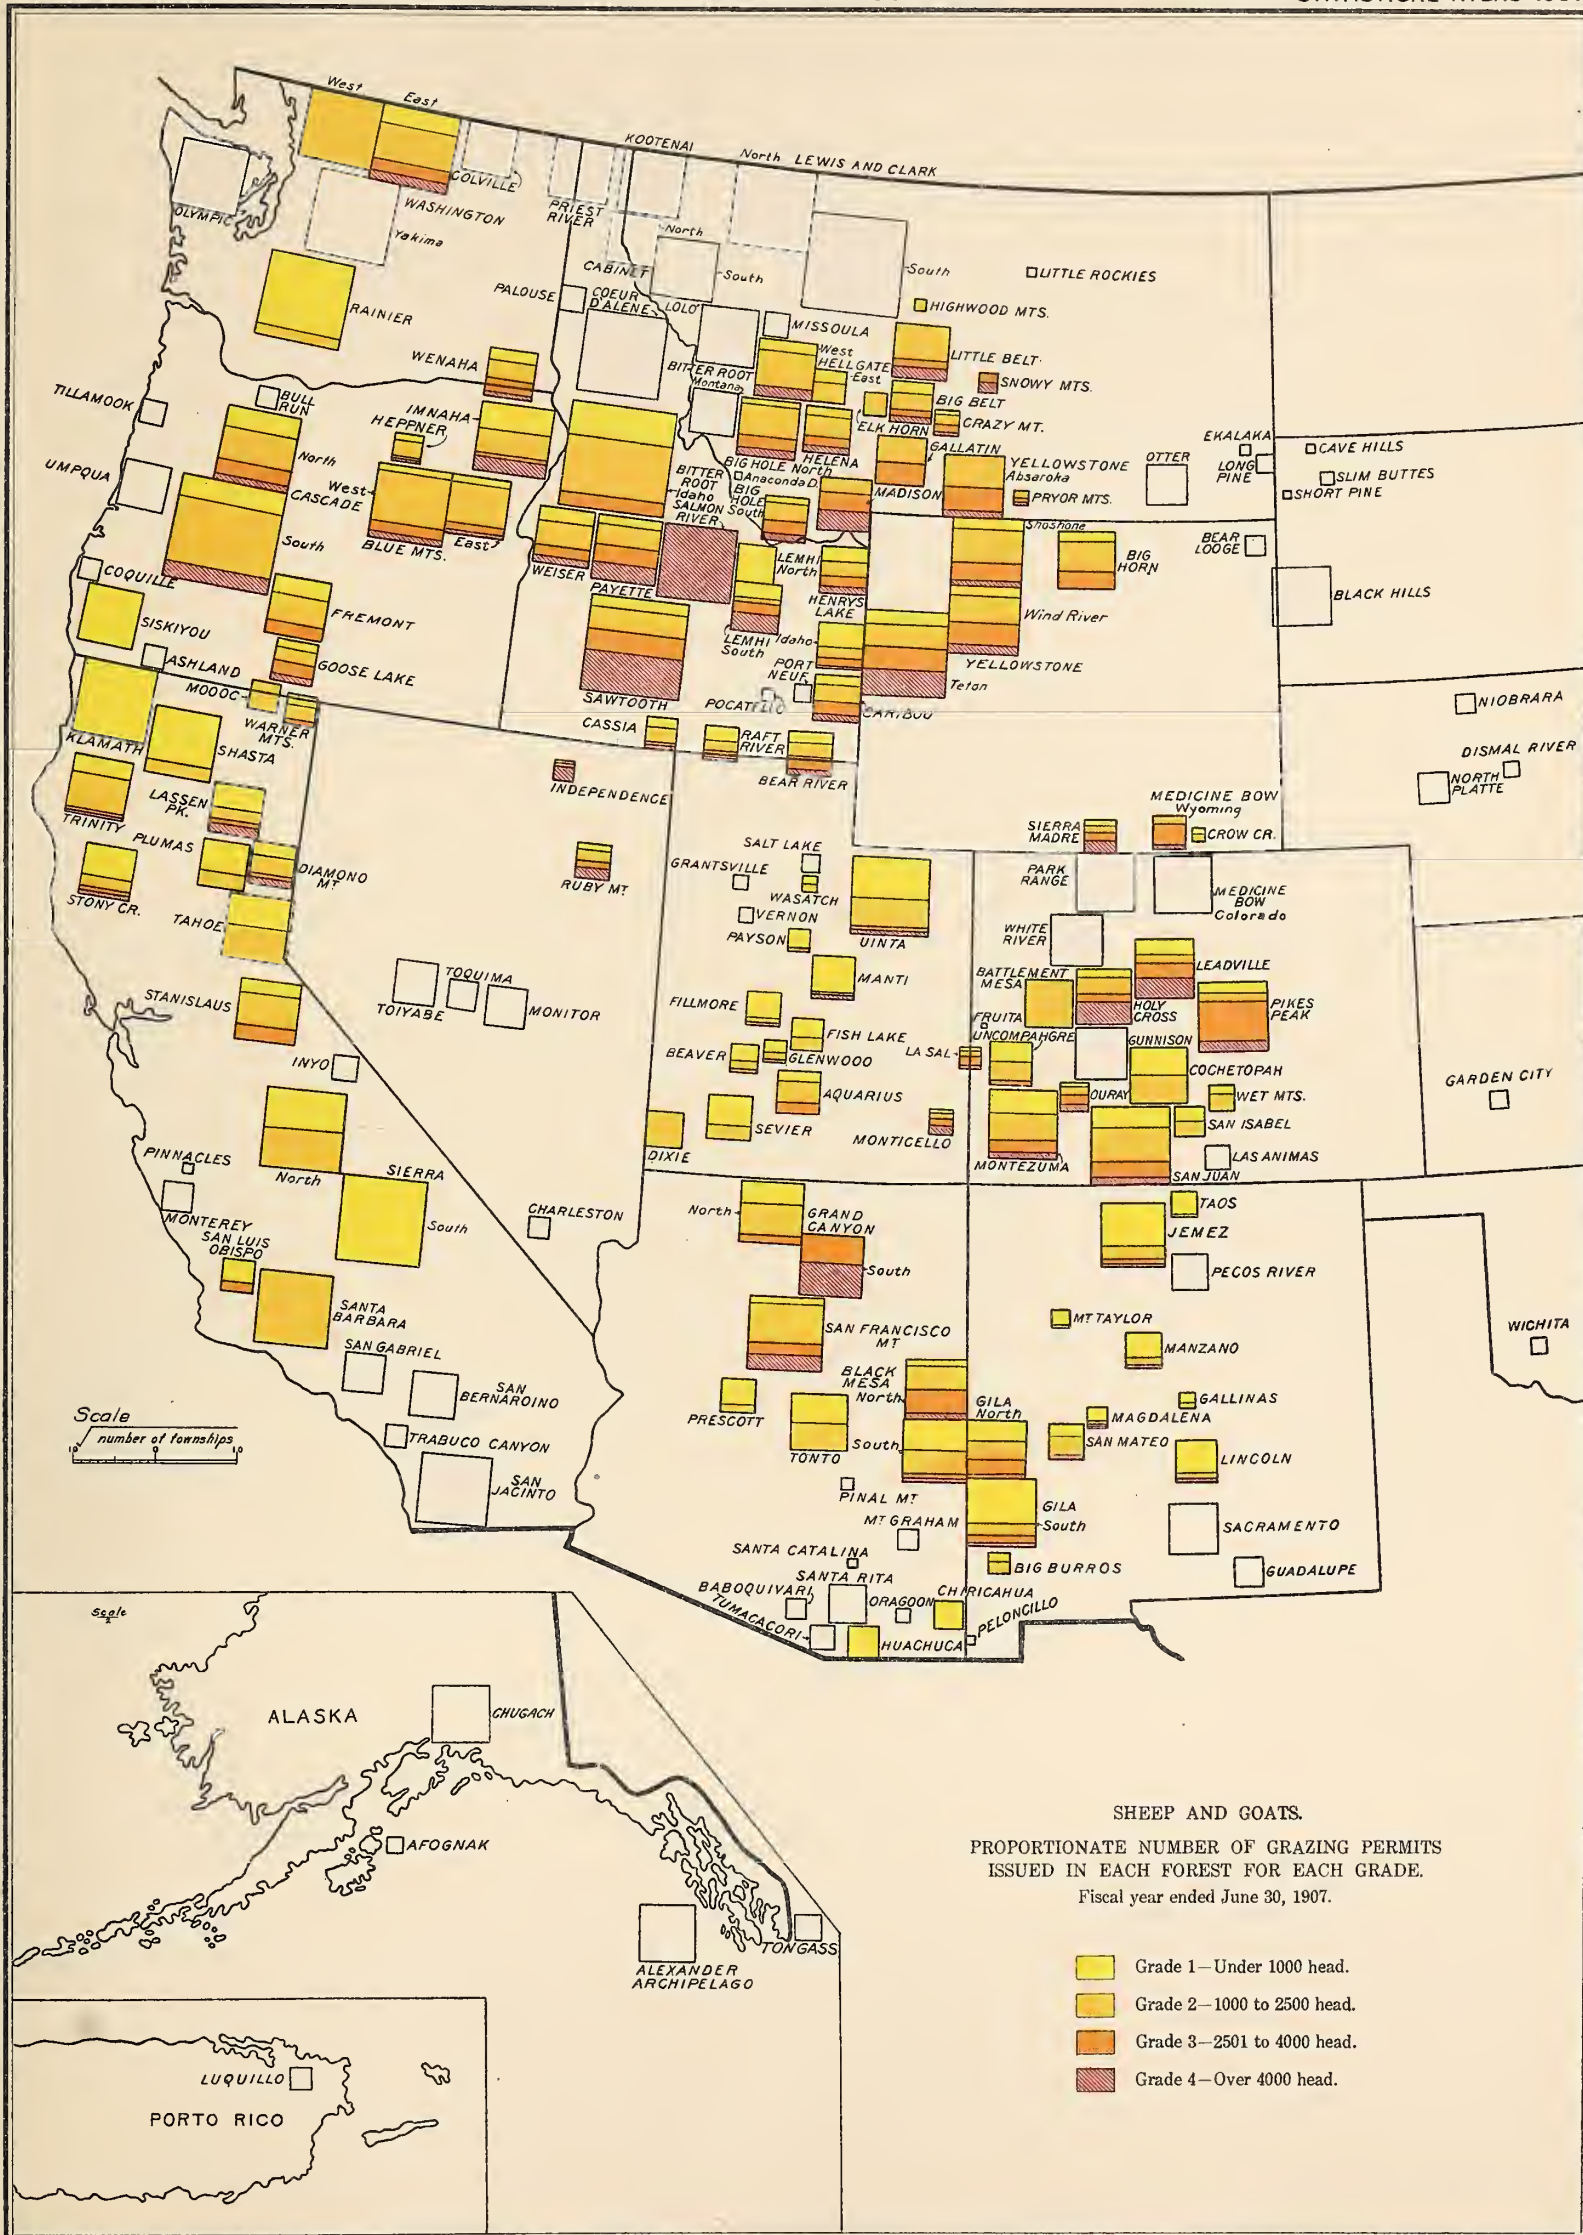 West
East
KOOTENAI
North LEWIS AND CLARK
COLVILLE
OLYMPIC
WASHINGTON
PRIEST
RIVER
Yakima
North
CABINET
South
South
LITTLE ROCKIES
PALOUSE
COEUR
D'ALENE
LOLO
HIGHWOOD MTS.
RAINIER
MISSOULA
WENAHA
West
HELLGATE
East
LITTLE BELT
BITTER ROOT
Montana
SNOWY MTS.
TILLAMOOK
BULL
RUN
IMNAHA
HEPPNER
BIG BELT
ELK HORN
CRAZY MT.
GALLATIN
EKALAKA
CAVE HILLS
UMPQUA
North
West
CASCADE
BITTER
ROOT
Idaho
BIG HOLE North
HELENA
Anaconda D.
YELLOWSTONE
Absaroka
OTTER
LONG
PINE
SLIM BUTTES
SHORT PINE
SALMON
RIVER
BIG
HOLE
South
MADISON
PRYOR MTS.
South
BLUE MTS.
East
Shoshone
BEAR
LOOGE
COQUILLE
WEISER
PAYETTE
LEMHI
North
BIG
HORN
BLACK HILLS
HENRYS
LAKE
SISKIYOU
FREMONT
Wind River
LEMHI
South
Idaho
ASHLAND
GOOSE LAKE
PORT
NEUF
YELLOWSTONE
Teton
MOOOC
SAWTOOTH
POCATELLO
CARIBOU
NIOBRARA
KLAMATH
WARNER
MTS.
CASSIA
SHASTA
RAFT
RIVER
DISMAL RIVER
INDEPENDENCE
BEAR RIVER
NORTH
PLATTE
LASSEN
PK.
TRINITY
MEDICINE BOW
Wyoming
SIERRA
MADRE
CROW CR.
PLUMAS
SALT LAKE
GRANTSVILLE
PARK
RANGE
DIAMONO
MT
RUBY MT.
WASATCH
MEDICINE
BOW
Colorado
STONY CR.
VERNON
TAHOE
PAYSON
UINTA
WHITE
RIVER
TOQUIMA
MANTI
BATTLEMENT
MESA
LEADVILLE
STANISLAUS
TOIYABE
MONITOR
FILLMORE
HOLY
CROSS
PIKES
PEAK
FRUITA
UNCOMPAHGRE
FISH LAKE
GUNNISON
INYO
BEAVER
GLENWOOO
LA SAL
COCHETOPAH
GARDEN CITY
AQUARIUS
OURAY
WET MTS.
SEVIER
MONTICELLO
SAN ISABEL
PINNACLES
DIXIE
LAS ANIMAS
North
SIERRA
MONTEZUMA
SAN JUAN
MONTEREY
South
CHARLESTON
North
GRAND
CANYON
TAOS
JEMEZ
SAN LUIS
OBISPO
South
PECOS RIVER
SANTA
BARBARA
SAN FRANCISCO
MT
MT TAYLOR
WICHITA
SAN GABRIEL
MANZANO
BLACK
MESA
North
SAN
BERNAROINO
PRESCOTT
GILA
North
GALLINAS
MAGDALENA
Scale
√number of townships
10 0 10
TRABUCO CANYON
TONTO
South
SAN MATEO
LINCOLN
SAN
JACINTO
PINAL MT
GILA
South
MT GRAHAM
SACRAMENTO
SANTA CATALINA
BIG BURROS
GUADALUPE
SANTA RITA
BABOQUIVARI
CHIRICAHUA
ORAGOON
TUMACACORI
HUACHUCA
PELONCILLO
Scale
2
ALASKA
CHUGACH
AFOGNAK
TONGASS
ALEXANDER
ARCHIPELAGO
LUQUILLO
PORTO RICO
SHEEP AND GOATS.
PROPORTIONATE NUMBER OF GRAZING PERMITS
ISSUED IN EACH FOREST FOR EACH GRADE.
Fiscal year ended June 30, 1907.
Grade 1—Under 1000 head.
Grade 2—1000 to 2500 head.
Grade 3—2501 to 4000 head.
Grade 4—Over 4000 head.